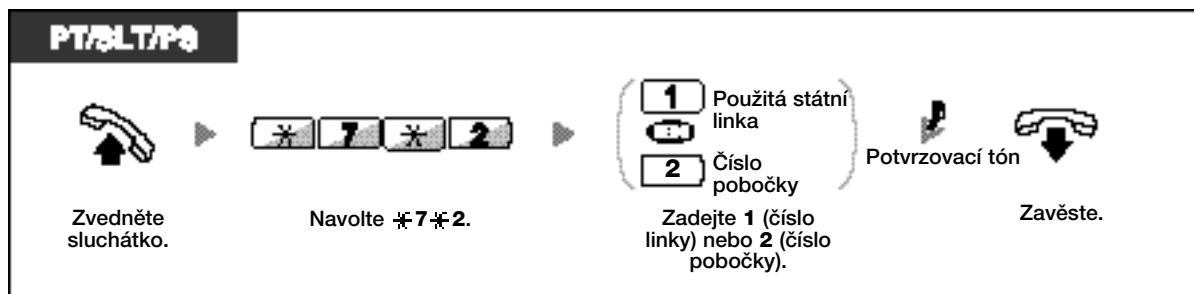 PT/SLT/PS
1 Použitá státní
linka
2 Číslo
pobočky
* 7 * 2
Potvrzovací tón
Zvedněte
sluchátko.
Navolte *7*2.
Zadejte 1 (číslo
linky) nebo 2 (číslo
pobočky).
Zavěste.